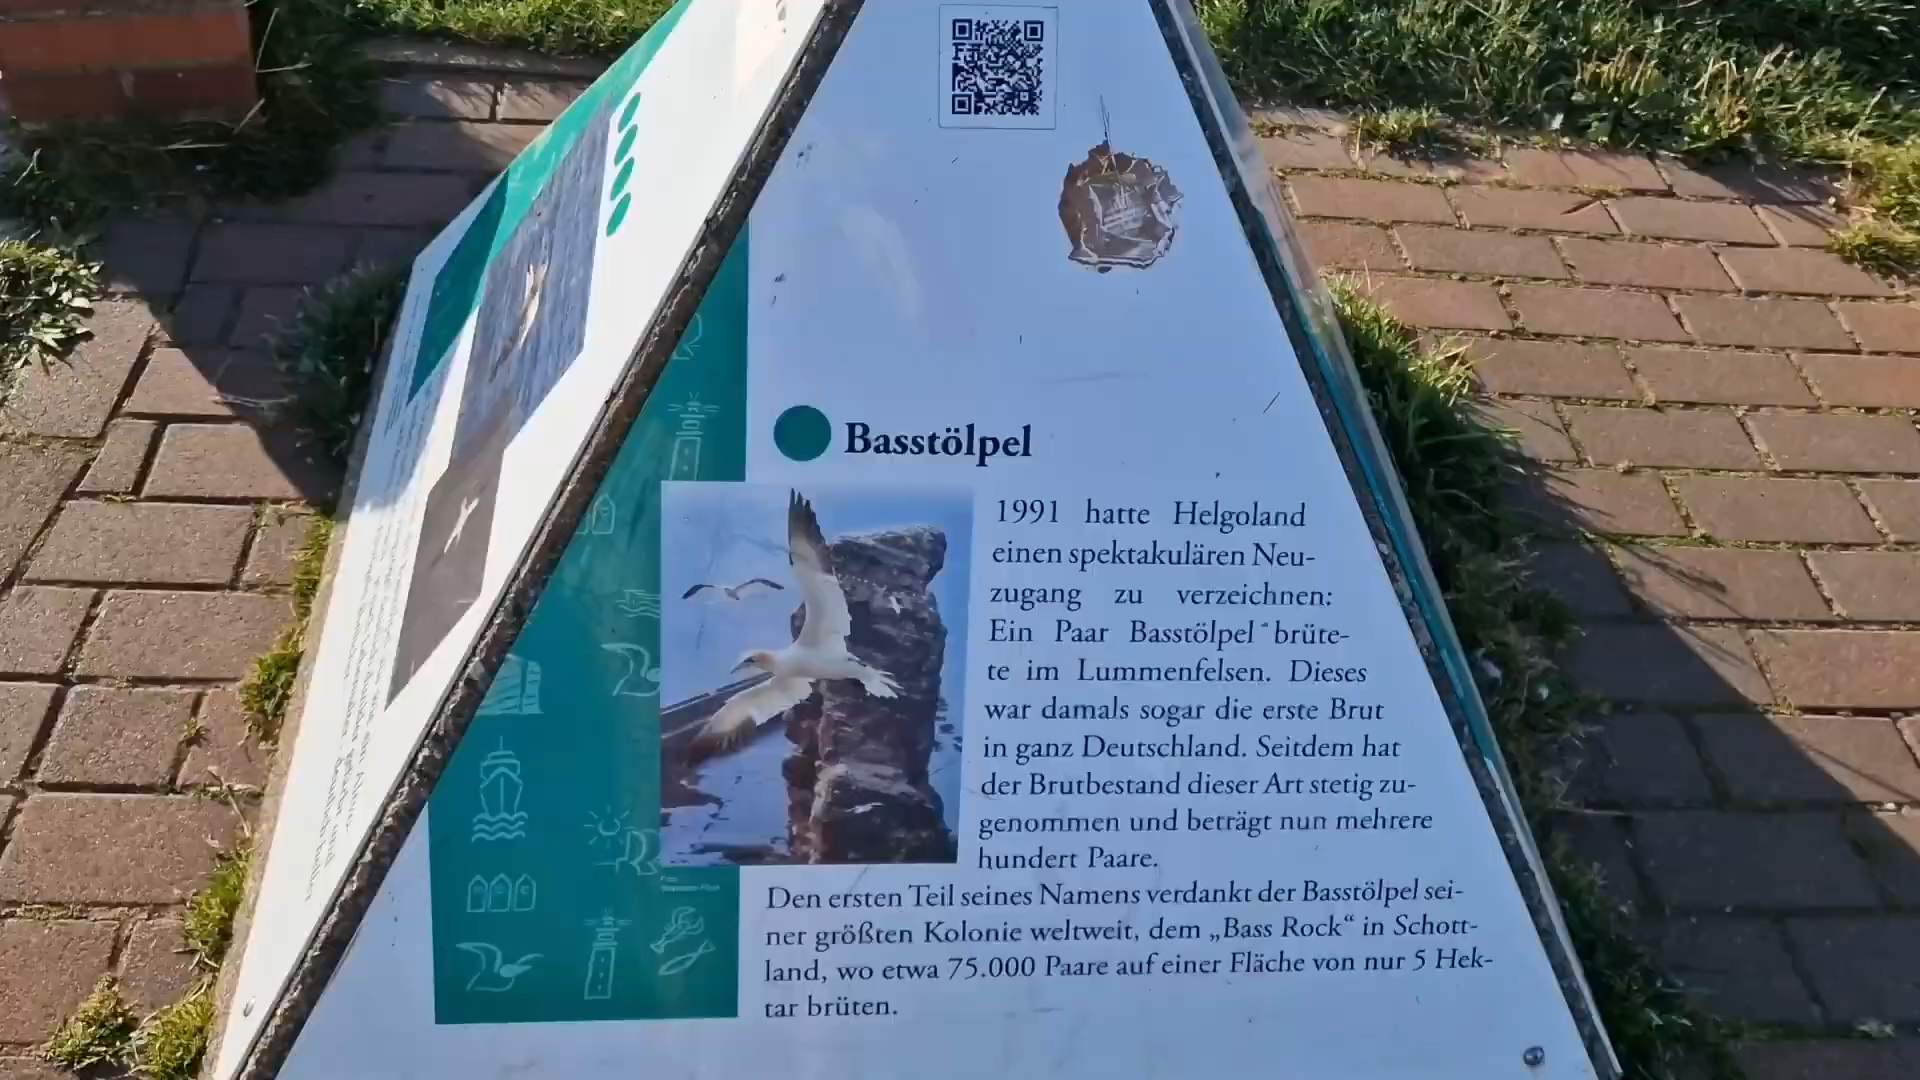 Basstölpel
1991 hatte Helgoland
einen spektakulären Neu-
zugang zu verzeichnen:
Ein Paar Basstölpel brüte-
te im Lummenfelsen. Dieses
war damals sogar die erste Brut
in ganz Deutschland. Seitdem hat
der Brutbestand dieser Art stetig zu-
genommen und beträgt nun mehrere
hundert Paare.
Den ersten Teil seines Namens verdankt der Basstölpel sei-
ner größten Kolonie weltweit, dem „Bass Rock“ in Schott-
land, wo etwa 75.000 Paare auf einer Fläche von nur 5 Hek-
tar brüten.